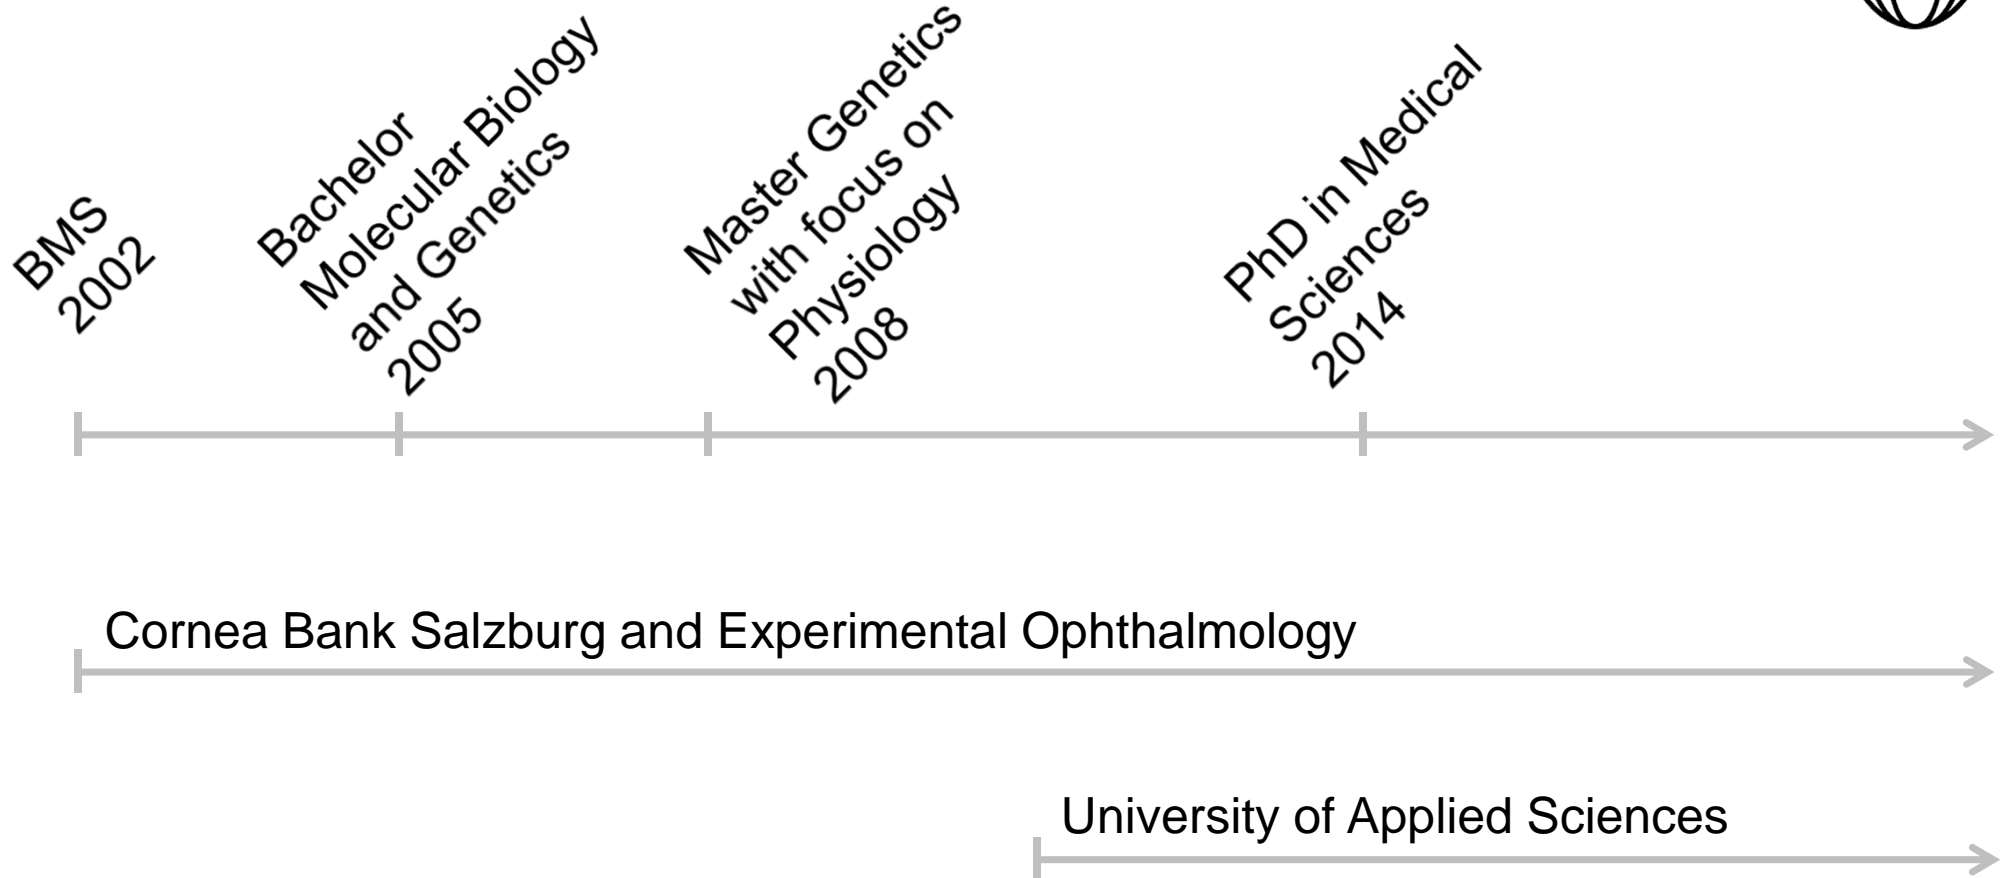 BMS
2002
Bachelor
Molecular Biology
and Genetics
2005
Master Genetics
with focus on
Physiology
2008
PhD in Medical
Sciences
2014
Cornea Bank Salzburg and Experimental Ophthalmology
University of Applied Sciences